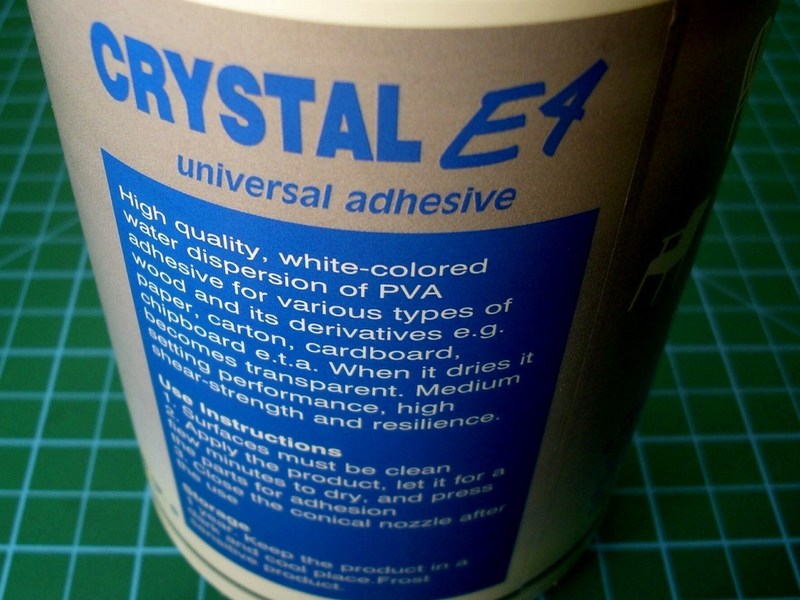 CRYSTAL E4
universal adhesive
High quality, white-colored
water dispersion of PVA
adhesive for various types of
wood and its derivatives e.g.
paper, carton, cardboard,
chipboard e.t.a. When it dries it
becomes transparent. Medium
setting performance, high
shear-strength and resilience.
Use Instructions
1. Surfaces must be clean
2. Apply the product, let it for a
few minutes to dry, and press
the parts for adhesion
3. Close the conical nozzle after
the use
Storage
year. Keep the product in a
and cool place.Frost
sensitive product.